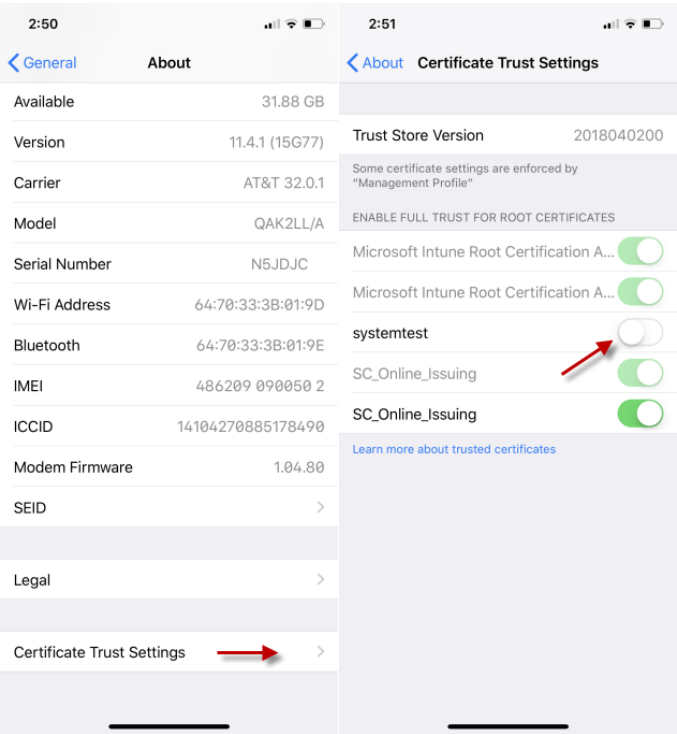 2:50
General
About
Available 31.88 GB
Version 11.4.1 (15G77)
Carrier AT&T 32.0.1
Model QAK2LL/A
Serial Number N5JDJC
Wi-Fi Address 64:70:33:3B:01:9D
Bluetooth 64:70:33:3B:01:9E
IMEI 486209 090050 2
ICCID 14104270885178490
Modem Firmware 1.04.80
SEID
Legal
Certificate Trust Settings
2:51
About
Certificate Trust Settings
Trust Store Version 2018040200
Some certificate settings are enforced by
“Management Profile”
ENABLE FULL TRUST FOR ROOT CERTIFICATES
Microsoft Intune Root Certification A...
Microsoft Intune Root Certification A...
systemtest
SC_Online_Issuing
SC_Online_Issuing
Learn more about trusted certificates